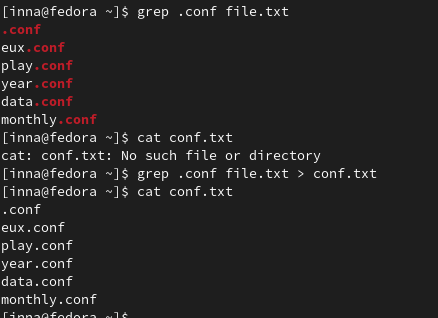 [inna@fedora ~]$ grep .conf file.txt
.conf
eux.conf
play.conf
year.conf
data.conf
monthly.conf
[inna@fedora ~]$ cat conf.txt
cat: conf.txt: No such file or directory
[inna@fedora ~]$ grep .conf file.txt > conf.txt
[inna@fedora ~]$ cat conf.txt
.conf
eux.conf
play.conf
year.conf
data.conf
monthly.conf
[inna@fedora ~]$